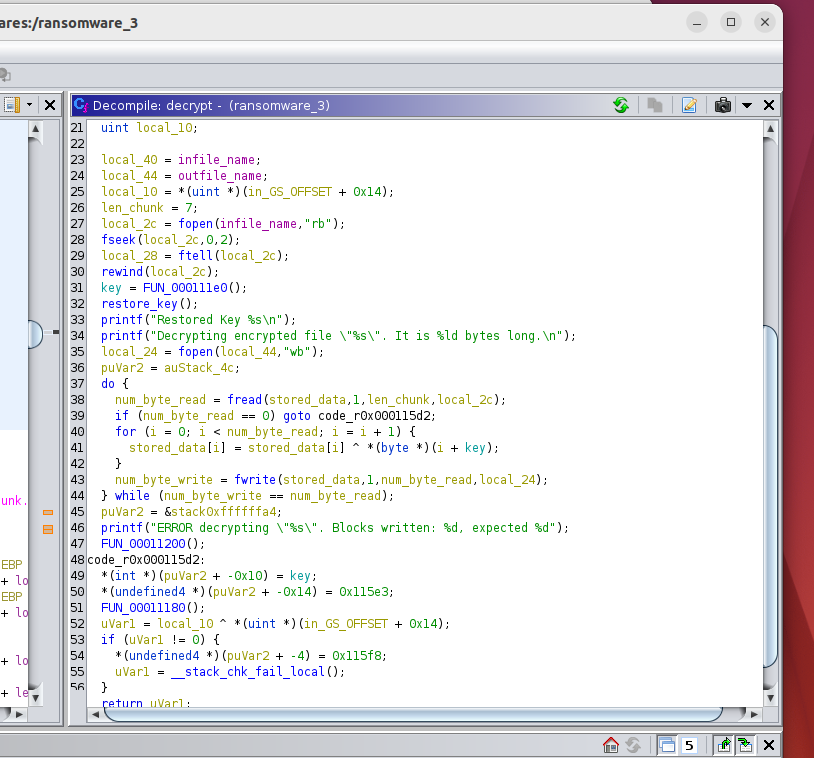 ares:/ransomware_3
Decompile: decrypt - (ransomware_3)
21 uint local_10;
22
23 local_40 = infile_name;
24 local_44 = outfile_name;
25 local_10 = *(uint *)(in_GS_OFFSET + 0x14);
26 len_chunk = 7;
27 local_2c = fopen(infile_name,"rb");
28 fseek(local_2c,0,2);
29 local_28 = ftell(local_2c);
30 rewind(local_2c);
31 key = FUN_000111e0();
32 restore_key();
33 printf("Restored Key %s\n");
34 printf("Decrypting encrypted file \"%s\". It is %ld bytes long.\n");
35 local_24 = fopen(local_44,"wb");
36 puVar2 = auStack_4c;
37 do {
38 num_byte_read = fread(stored_data,1,len_chunk,local_2c);
39 if (num_byte_read == 0) goto code_r0x000115d2;
40 for (i = 0; i < num_byte_read; i = i + 1) {
41 stored_data[i] = stored_data[i] ^ *(byte *)(i + key);
42 }
43 num_byte_write = fwrite(stored_data,1,num_byte_read,local_24);
44 } while (num_byte_write == num_byte_read);
45 puVar2 = &stack0xffffffa4;
46 printf("ERROR decrypting \"%s\". Blocks written: %d, expected %d");
47 FUN_00011200();
48 code_r0x000115d2:
49 *(int *)(puVar2 + -0x10) = key;
50 *(undefined4 *)(puVar2 + -0x14) = 0x115e3;
51 FUN_00011180();
52 uVar1 = local_10 ^ *(uint *)(in_GS_OFFSET + 0x14);
53 if (uVar1 != 0) {
54 *(undefined4 *)(puVar2 + -4) = 0x115f8;
55 uVar1 = __stack_chk_fail_local();
56 }
return uVar1;
unk.
EBP
+ lo
EBP
+ lo
+ lo
+ le
5